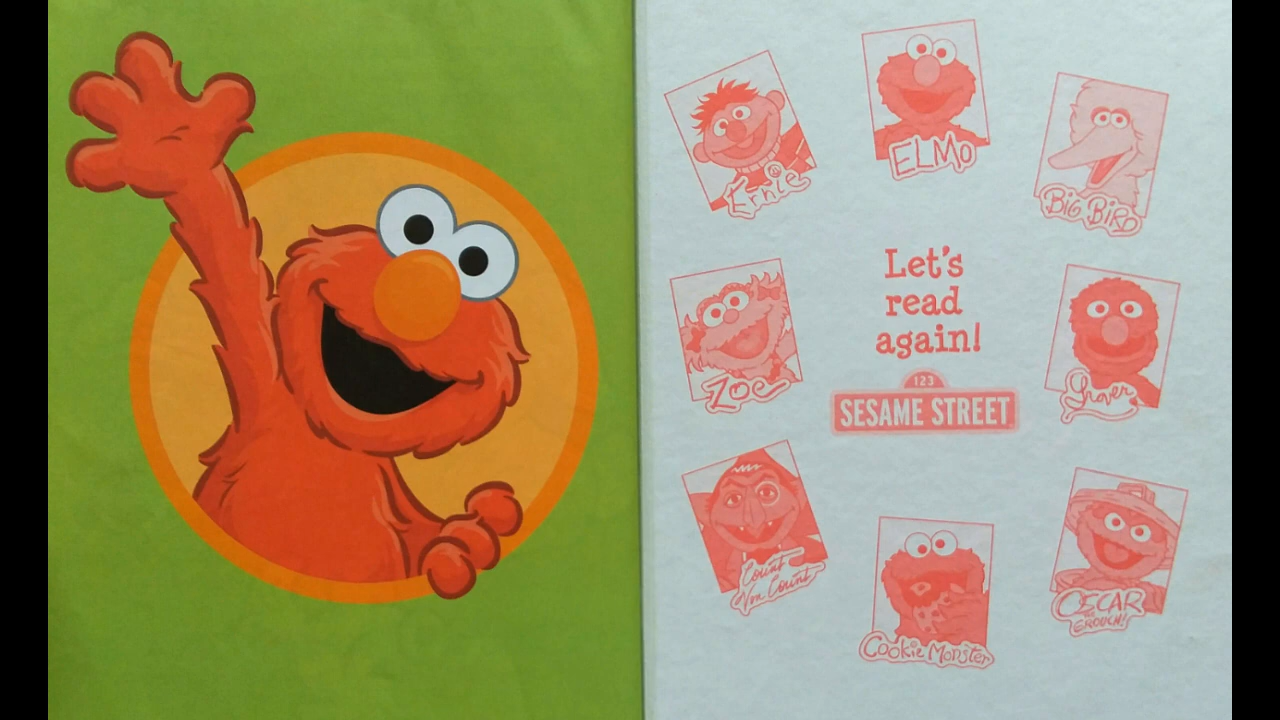 Ernie
ELMO
BIG BIRD
Let's
read
again!
Zoe
Grover
123
SESAME STREET
Count
Von Count
Cookie Monster
OSCAR
THE GROUCH!